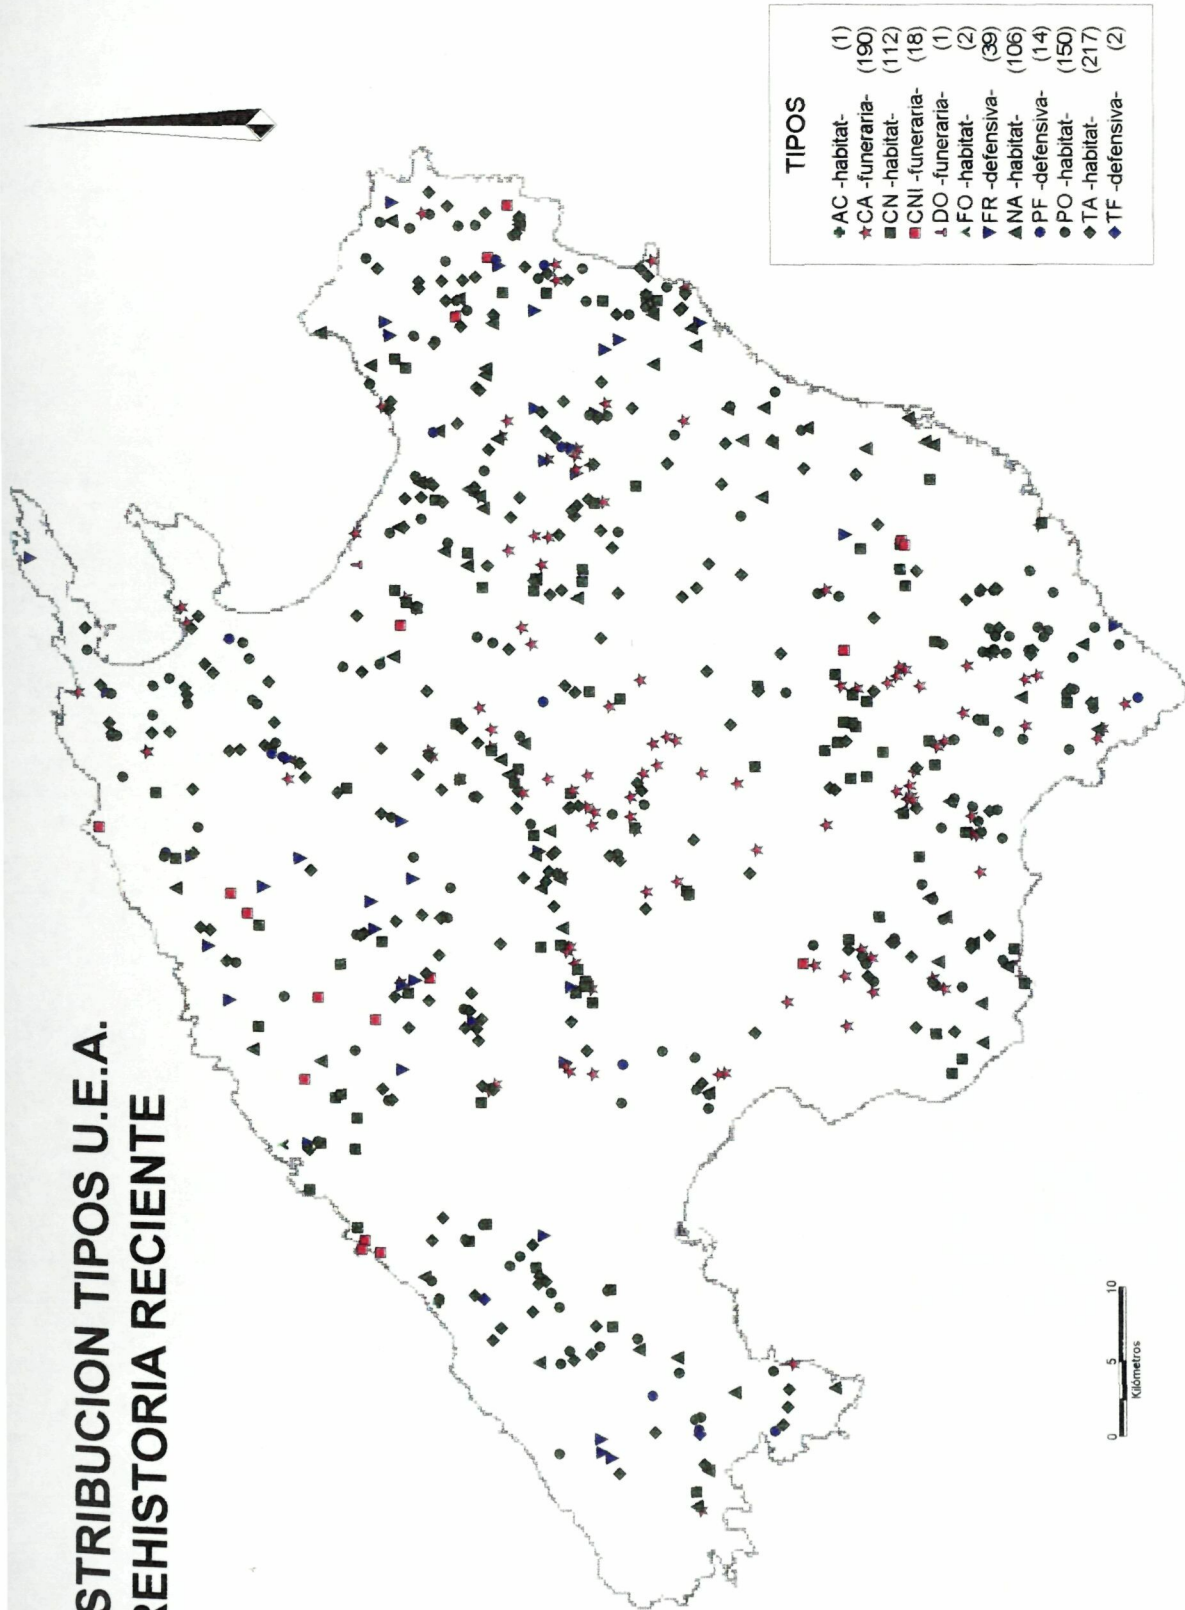 STRIBUCION TIPOS U.E.A.
REHISTORIA RECIENTE
TIPOS
AC -habitat- (1)
CA -funeraria- (190)
CN -habitat- (112)
CNI -funeraria- (18)
DO -funeraria- (1)
FO -habitat- (2)
FR -defensiva- (39)
NA -habitat- (106)
PF -defensiva- (14)
PO -habitat- (150)
TA -habitat- (217)
TF -defensiva- (2)
0 5 10
Kilómetros